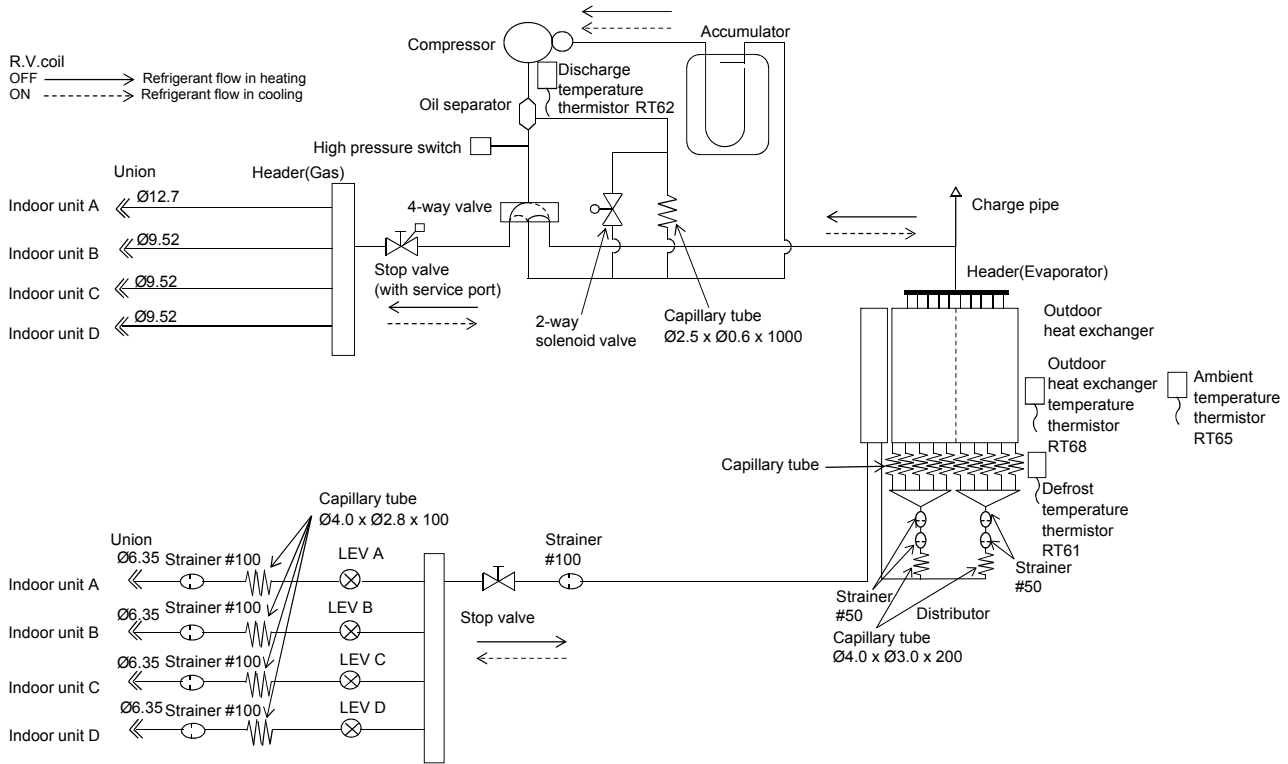 R.V.coil
OFF Refrigerant flow in heating
ON Refrigerant flow in cooling
Compressor
Accumulator
Discharge
temperature
thermistor RT62
Oil separator
High pressure switch
Union
Header(Gas)
Indoor unit A
Ø12.7
Indoor unit B
Ø9.52
Indoor unit C
Ø9.52
Indoor unit D
Ø9.52
4-way valve
Stop valve
(with service port)
2-way
solenoid valve
Capillary tube
Ø2.5 x Ø0.6 x 1000
Charge pipe
Header(Evaporator)
Outdoor
heat exchanger
Outdoor
heat exchanger
temperature
thermistor
RT68
Ambient
temperature
thermistor
RT65
Capillary tube
Defrost
temperature
thermistor
RT61
Strainer
#50
Strainer
#50
Distributor
Capillary tube
Ø4.0 x Ø3.0 x 200
Capillary tube
Ø4.0 x Ø2.8 x 100
Union
Ø6.35 Strainer #100 LEV A
Indoor unit A
Ø6.35 Strainer #100 LEV B
Indoor unit B
Ø6.35 Strainer #100 LEV C
Indoor unit C
Ø6.35 Strainer #100 LEV D
Indoor unit D
Strainer
#100
Stop valve